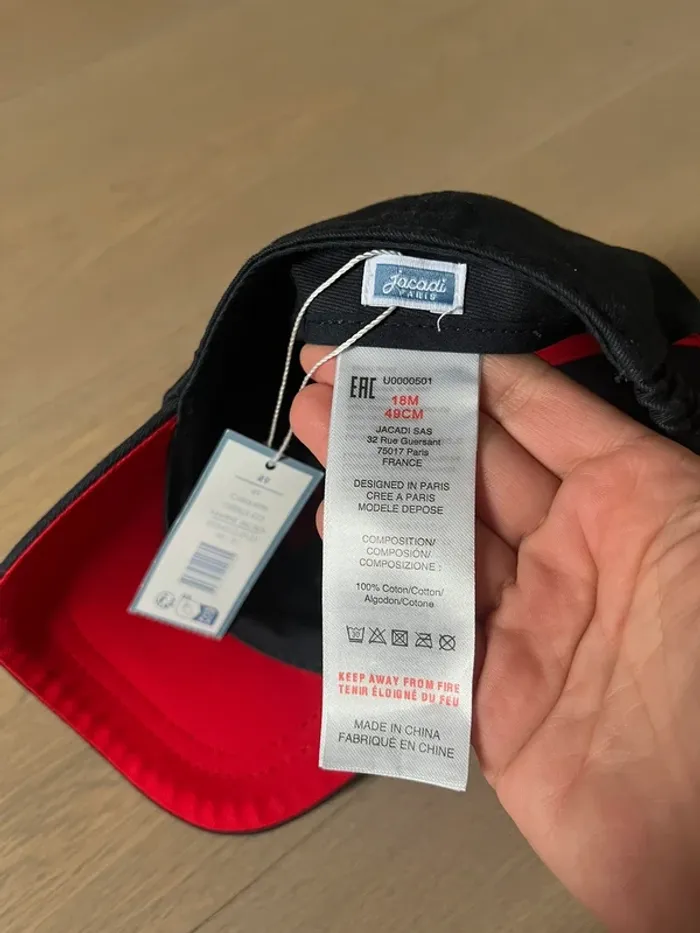 Jacadi
PARIS
EAC U0000501
18M
49CM
JACADI SAS
32 Rue Guersant
75017 Paris
FRANCE
DESIGNED IN PARIS
CREE A PARIS
MODELE DEPOSE
COMPOSITION/
COMPOSIÓN/
COMPOSIZIONE :
100% Coton/Cotton/
Algodon/Cotone
KEEP AWAY FROM FIRE
TENIR ÉLOIGNÉ DU FEU
MADE IN CHINA
FABRIQUÉ EN CHINE